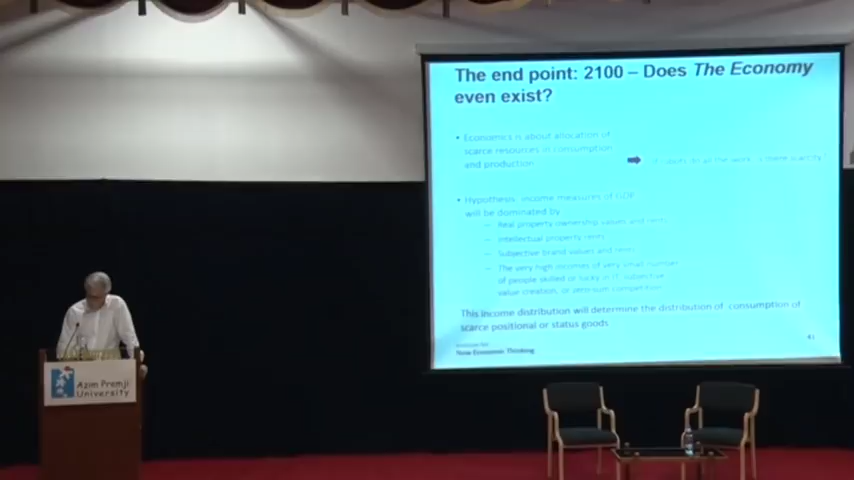 The end point: 2100 – Does The Economy
even exist?
• Economics is about allocation of
scarce resources in consumption
and production
is there scarcity
• Hypothesis: income measures of GDP
will be dominated by
– Real property ownership values and rents
– Intellectual property rents
– Subjective brand values and rents
– The very high incomes of very small number
of people skilled or lucky in IT, subjective
value creation, or zero-sum competition
This income distribution will determine the distribution of consumption of
scarce positional or status goods
New Economic Thinking
41
Azim Premji
University